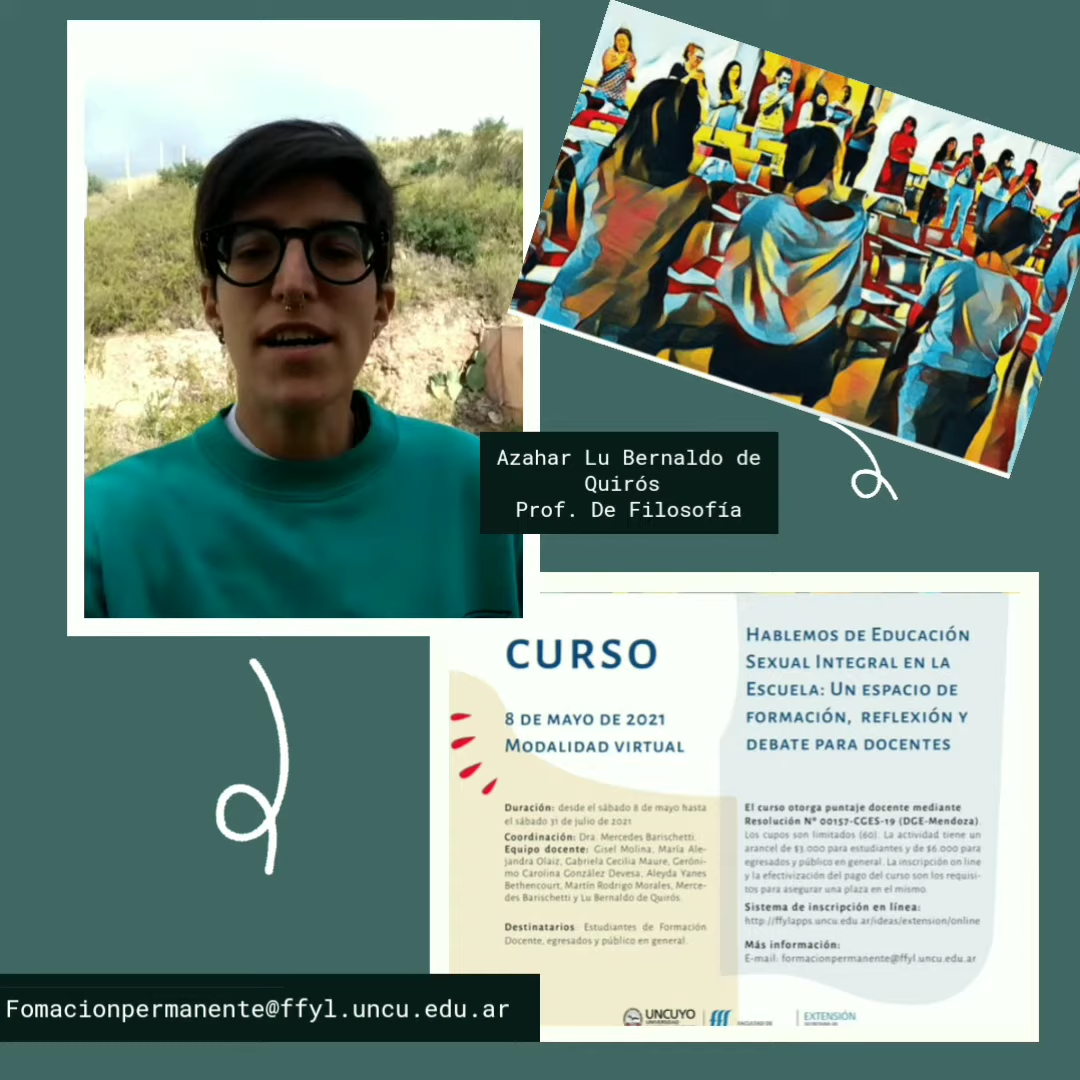 Azahar Lu Bernaldo de
Quirós
Prof. De Filosofía
CURSO
8 DE MAYO DE 2021
MODALIDAD VIRTUAL
HABLEMOS DE EDUCACIÓN
SEXUAL INTEGRAL EN LA
ESCUELA: UN ESPACIO DE
FORMACIÓN, REFLEXIÓN Y
DEBATE PARA DOCENTES
Duración: desde el sábado 8 de mayo hasta
el sábado 31 de julio de 2021
Coordinación: Dra. Mercedes Barischetti.
Equipo docente: Gisel Molina, María Ale-
jandra Olaiz, Gabriela Cecilia Maure, Geróni-
mo Carolina González Devesa, Aleyda Yanes
Bethencourt, Martín Rodrigo Morales, Merce-
des Barischetti y Lu Bernaldo de Quirós.
Destinatarios: Estudiantes de Formación
Docente, egresados y público en general.
El curso otorga puntaje docente mediante
Resolución Nº 00157-CGES-19 (DGE-Mendoza)
Los cupos son limitados (60). La actividad tiene un
arancel de $3.000 para estudiantes y de $6.000 para
egresados y público en general. La inscripción on line
y la efectivización del pago del curso son los requisi-
tos para asegurar una plaza en el mismo.
Sistema de inscripción en línea:
http://ffylapps.uncu.edu.ar/ideas/extension/online
Más información:
E-mail: formacionpermanente@ffyl.uncu.edu.ar
UNCUYO
UNIVERSIDAD
FACULTAD DE
EXTENSIÓN
Fomacionpermanente@ffyl.uncu.edu.ar